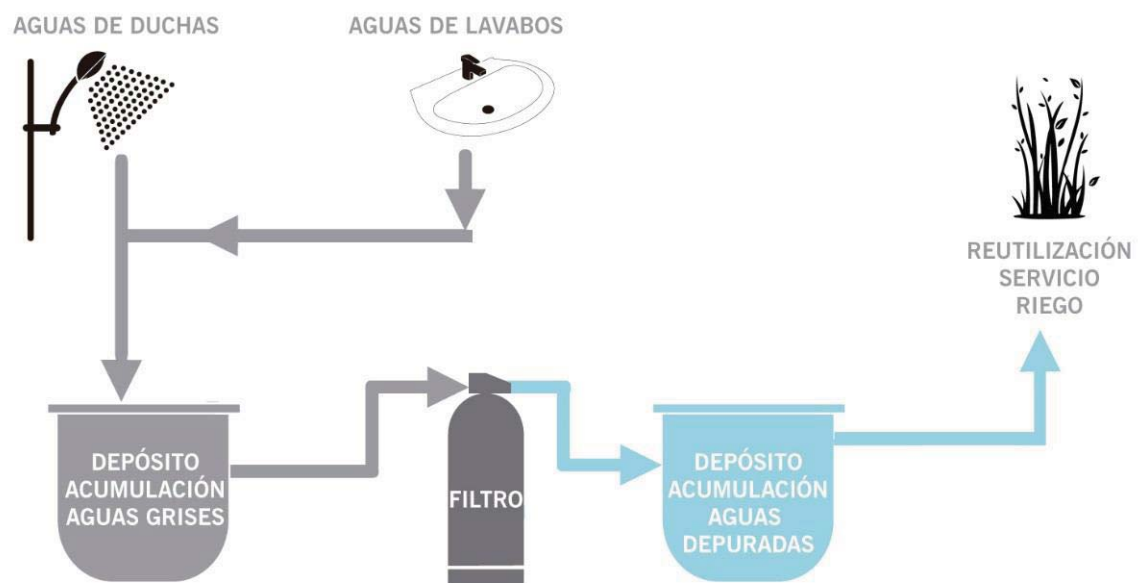 AGUAS DE DUCHAS
AGUAS DE LAVABOS
REUTILIZACIÓN
SERVICIO
RIEGO
DEPÓSITO
ACUMULACIÓN
AGUAS GRISES
FILTRO
DEPÓSITO
ACUMULACIÓN
AGUAS
DEPURADAS